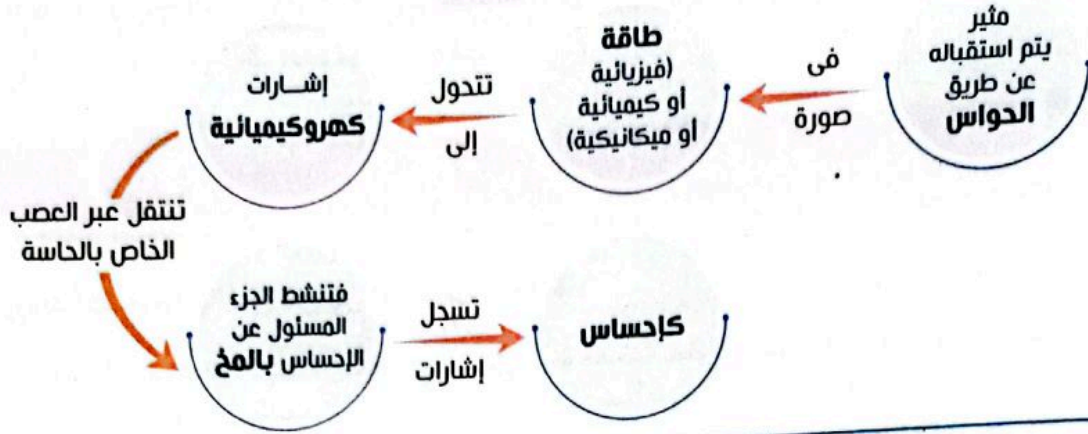 مثير
يتم استقباله
عن طريق
الحواس
فى
صورة
طاقة
(فيزيائية
أو كيميائية
أو ميكانيكية)
تتحول
إلى
إشـارات
كهروكيميائية
تنتقل عبر العصب
الخاص بالحاسة
فتنشط الجزء
المسئول عن
الإحساس بالمخ
تسجل
إشارات
كإحساس